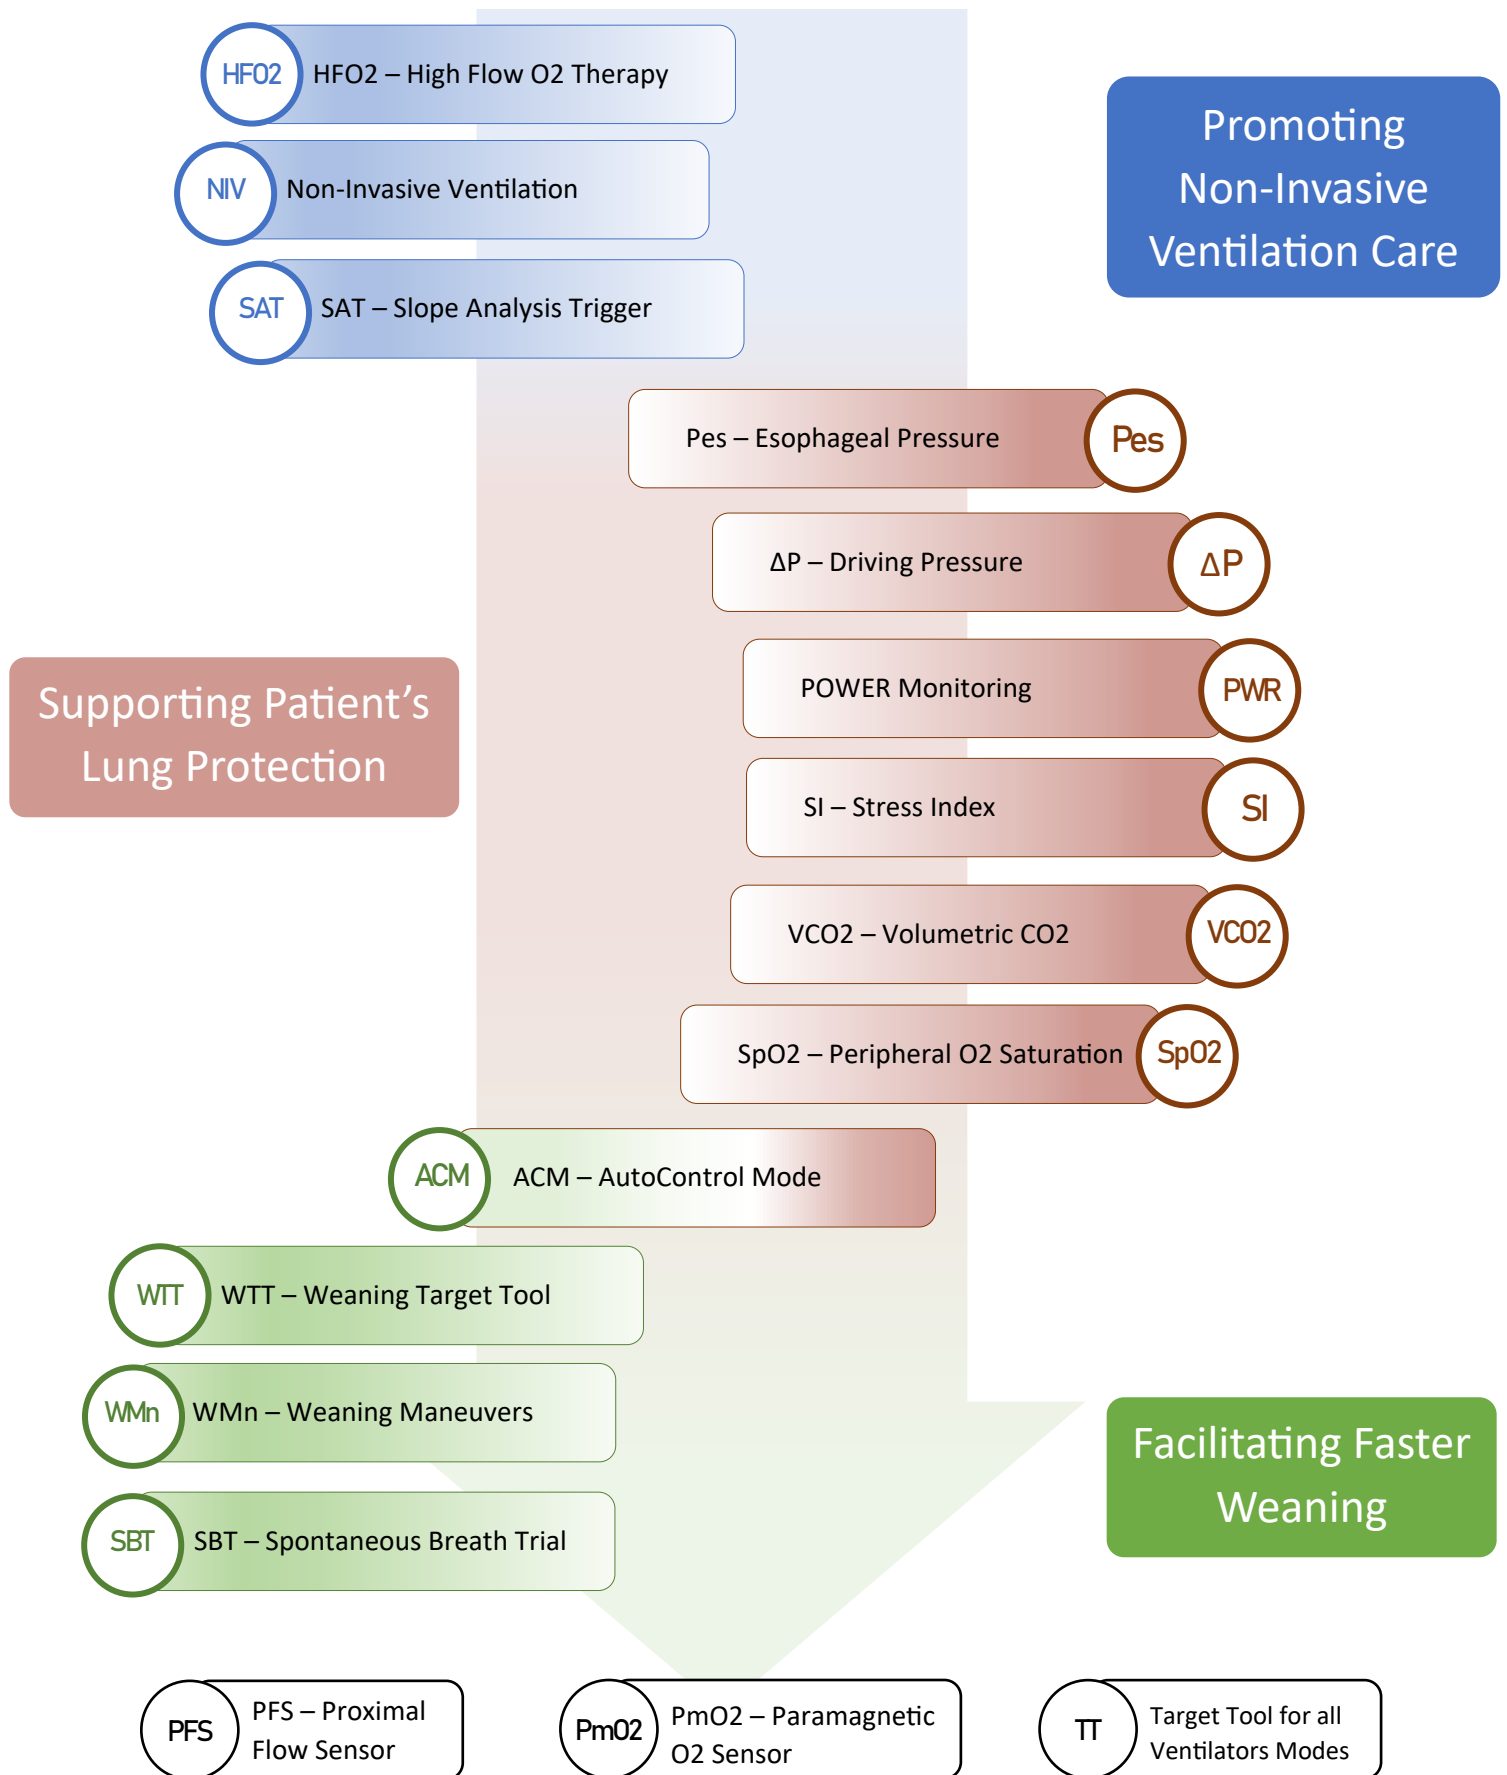 HFO2
HFO2 – High Flow O2 Therapy
NIV
Non-Invasive Ventilation
SAT
SAT – Slope Analysis Trigger
Promoting
Non-Invasive
Ventilation Care
Pes – Esophageal Pressure
Pes
ΔP – Driving Pressure
ΔP
POWER Monitoring
PWR
Supporting Patient’s
Lung Protection
SI – Stress Index
SI
VCO2 – Volumetric CO2
VCO2
SpO2 – Peripheral O2 Saturation
SpO2
ACM
ACM – AutoControl Mode
WTT
WTT – Weaning Target Tool
WMn
WMn – Weaning Maneuvers
SBT
SBT – Spontaneous Breath Trial
Facilitating Faster
Weaning
PFS
PFS – Proximal
Flow Sensor
PmO2
PmO2 – Paramagnetic
O2 Sensor
TT
Target Tool for all
Ventilators Modes